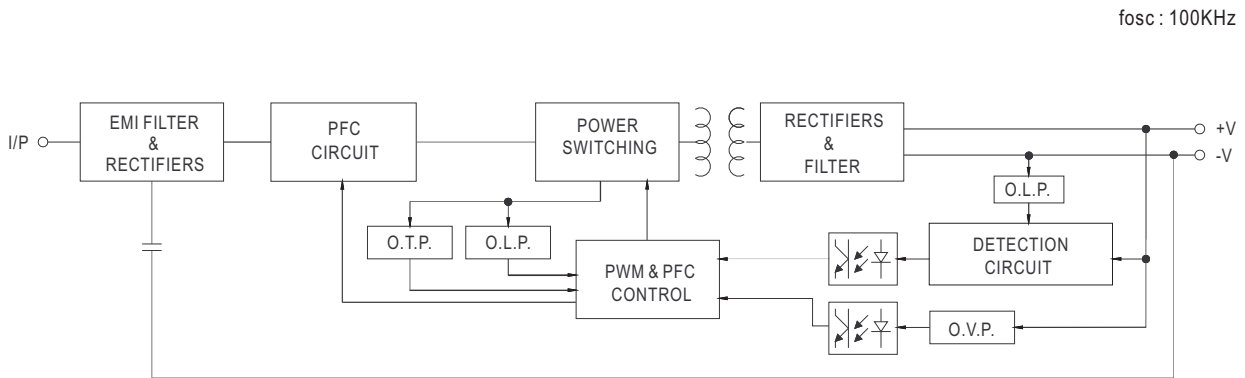 fosc : 100KHz
I/P
EMI FILTER
&
RECTIFIERS
PFC
CIRCUIT
POWER
SWITCHING
RECTIFIERS
&
FILTER
+V
-V
O.L.P.
O.T.P.
O.L.P.
PWM & PFC
CONTROL
DETECTION
CIRCUIT
O.V.P.